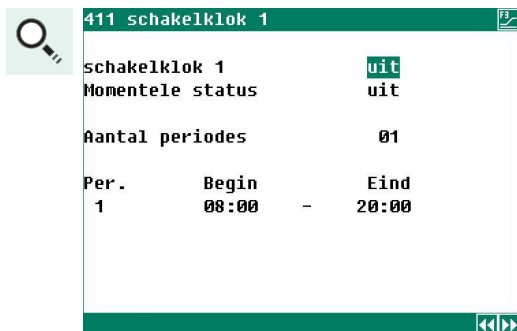 411 schakelklok 1 F3
schakelklok 1 uit
Momentele status uit
Aantal periodes 01
Per. Begin Eind
1 08:00 - 20:00